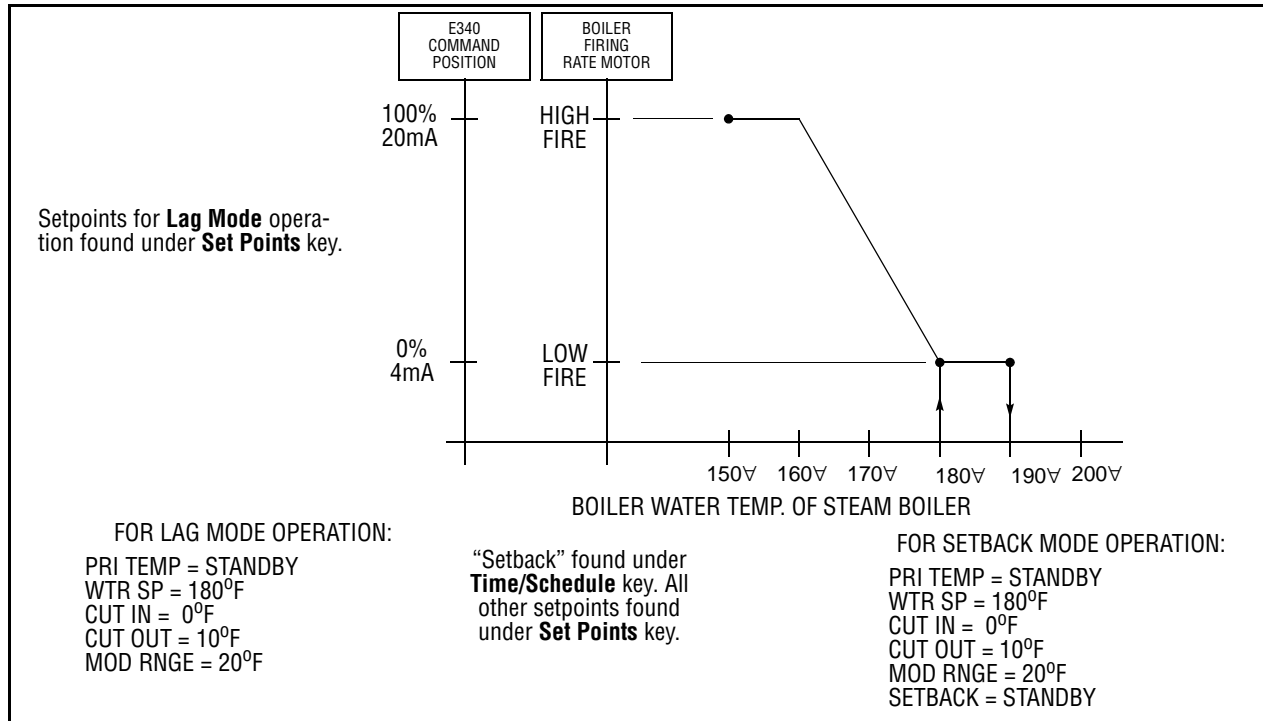 E340
COMMAND
POSITION
BOILER
FIRING
RATE MOTOR
100%
20mA
HIGH
FIRE
Setpoints for Lag Mode opera-
tion found under Set Points key.
0%
4mA
LOW
FIRE
150∀ 160∀ 170∀ 180∀ 190∀ 200∀
BOILER WATER TEMP. OF STEAM BOILER
FOR LAG MODE OPERATION:
PRI TEMP = STANDBY
WTR SP = 180⁰F
CUT IN = 0⁰F
CUT OUT = 10⁰F
MOD RNGE = 20⁰F
“Setback” found under
Time/Schedule key. All
other setpoints found
under Set Points key.
FOR SETBACK MODE OPERATION:
PRI TEMP = STANDBY
WTR SP = 180⁰F
CUT IN = 0⁰F
CUT OUT = 10⁰F
MOD RNGE = 20⁰F
SETBACK = STANDBY